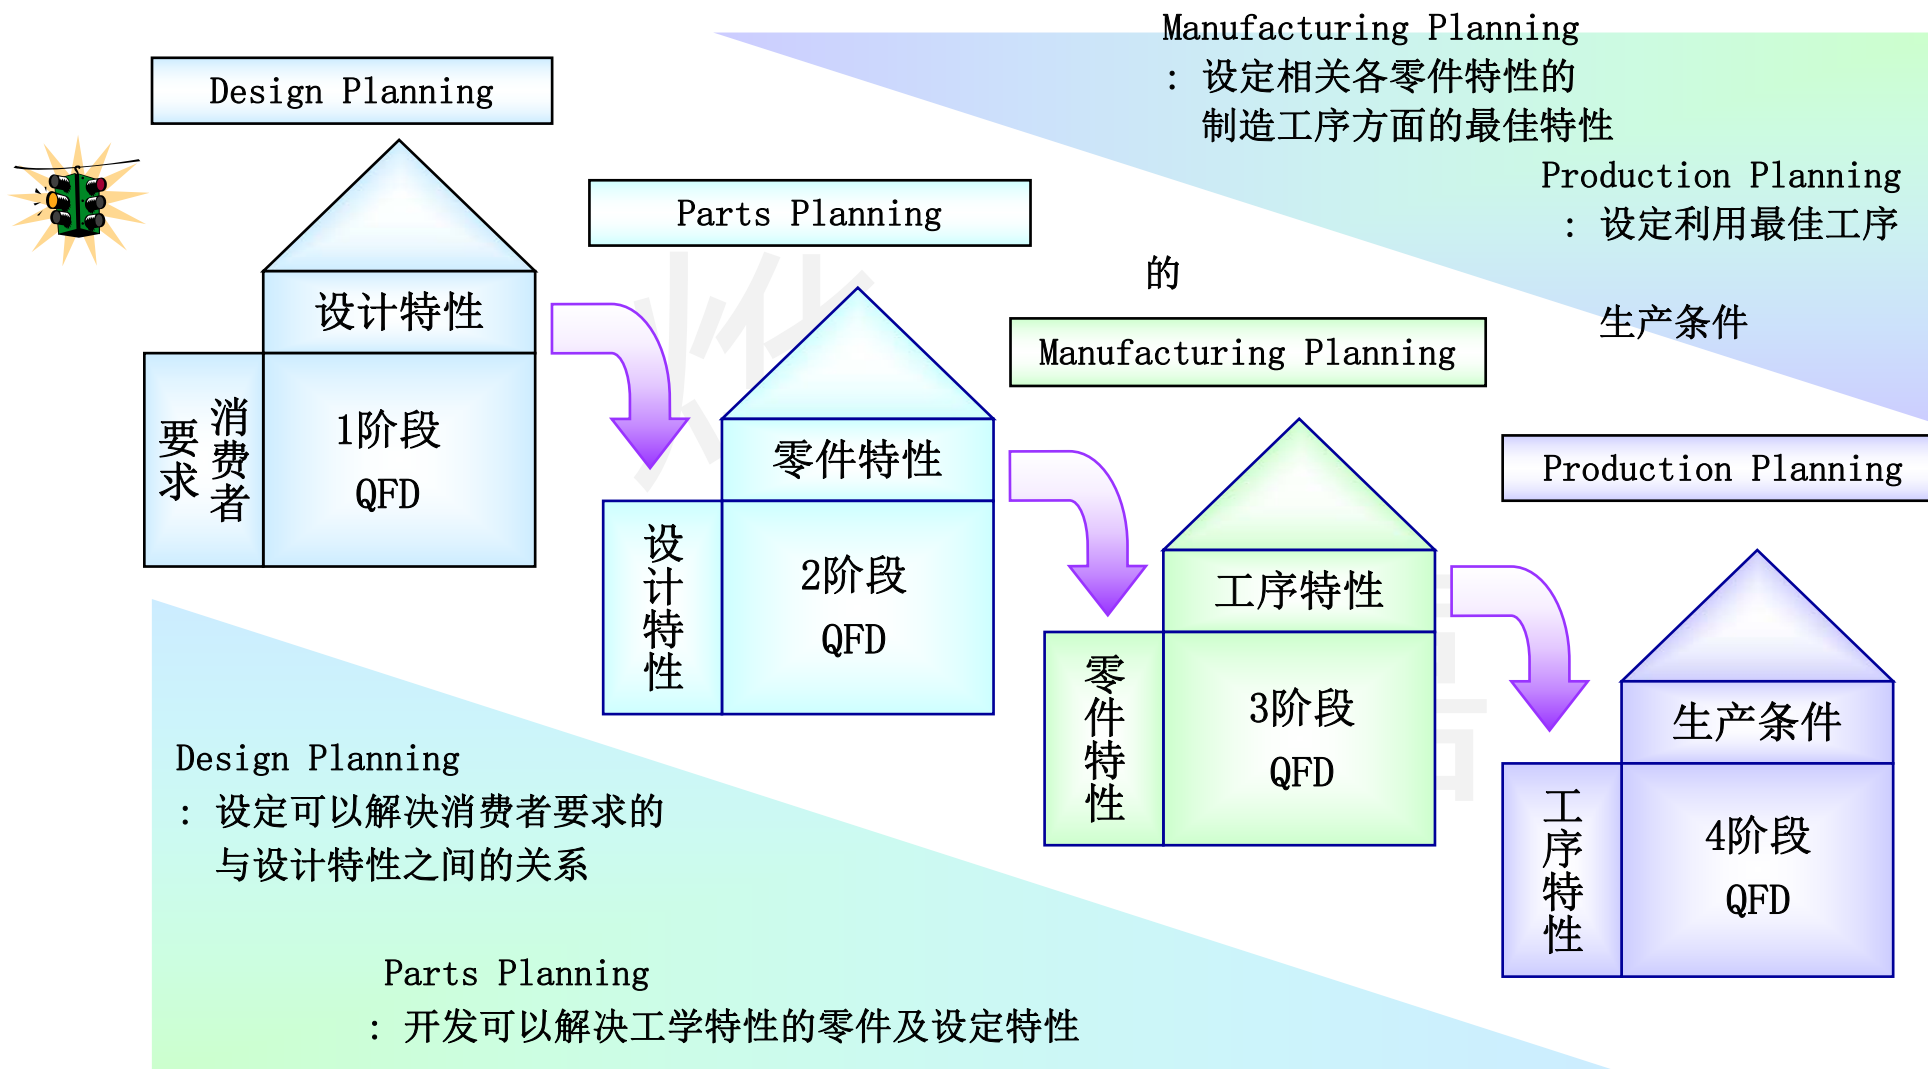 Manufacturing Planning
: 设定相关各零件特性的
制造工序方面的最佳特性
Production Planning
: 设定利用最佳工序
的
生产条件
Design Planning
设计特性
消费者
要求
1阶段
QFD
Parts Planning
零件特性
设计特性
2阶段
QFD
Manufacturing Planning
工序特性
零件特性
3阶段
QFD
Production Planning
生产条件
工序特性
4阶段
QFD
Design Planning
: 设定可以解决消费者要求的
与设计特性之间的关系
Parts Planning
: 开发可以解决工学特性的零件及设定特性